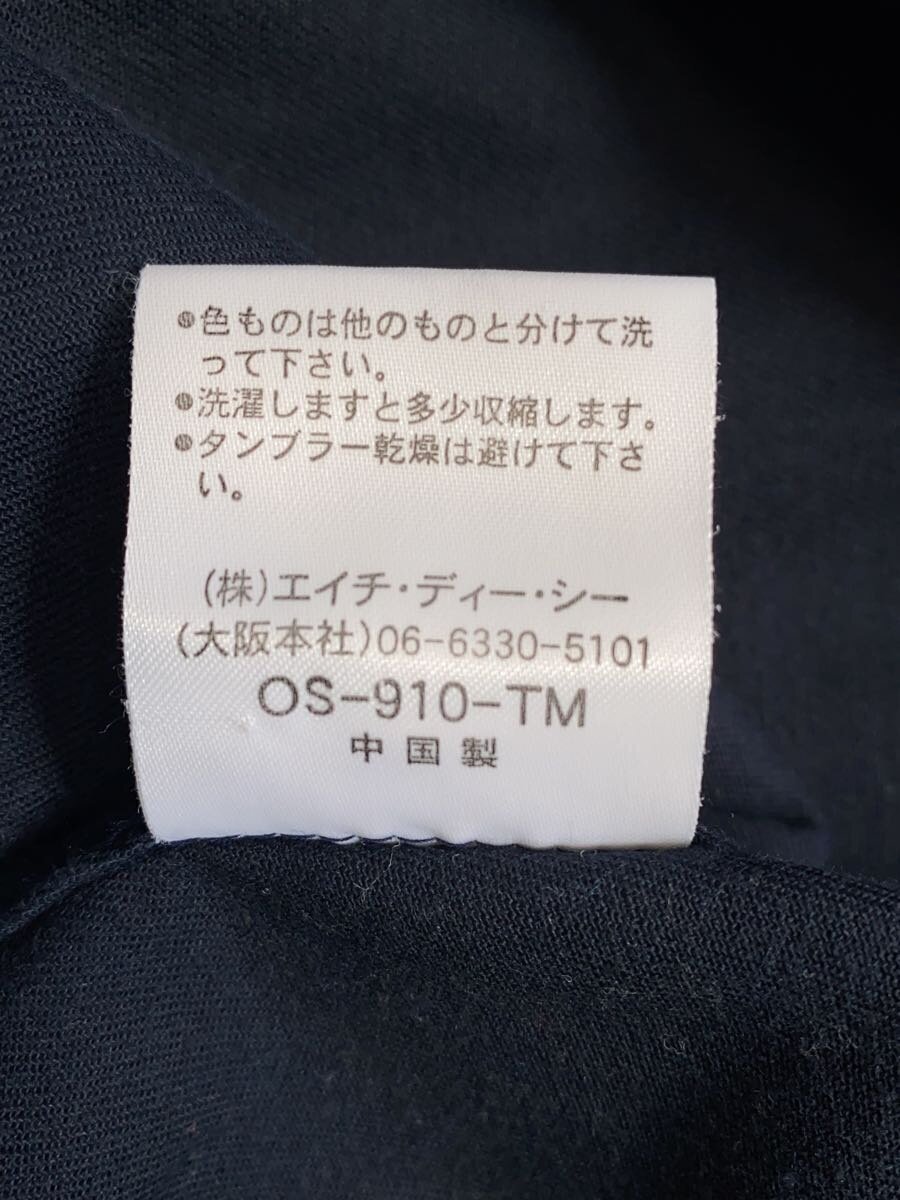 ●色ものは他のものと分けて洗
って下さい。
●洗濯しますと多少収縮します。
●タンブラー乾燥は避けて下さ
い。
(株)エイチ・ディー・シー
(大阪本社)06-6330-5101
OS-910-TM
中国製